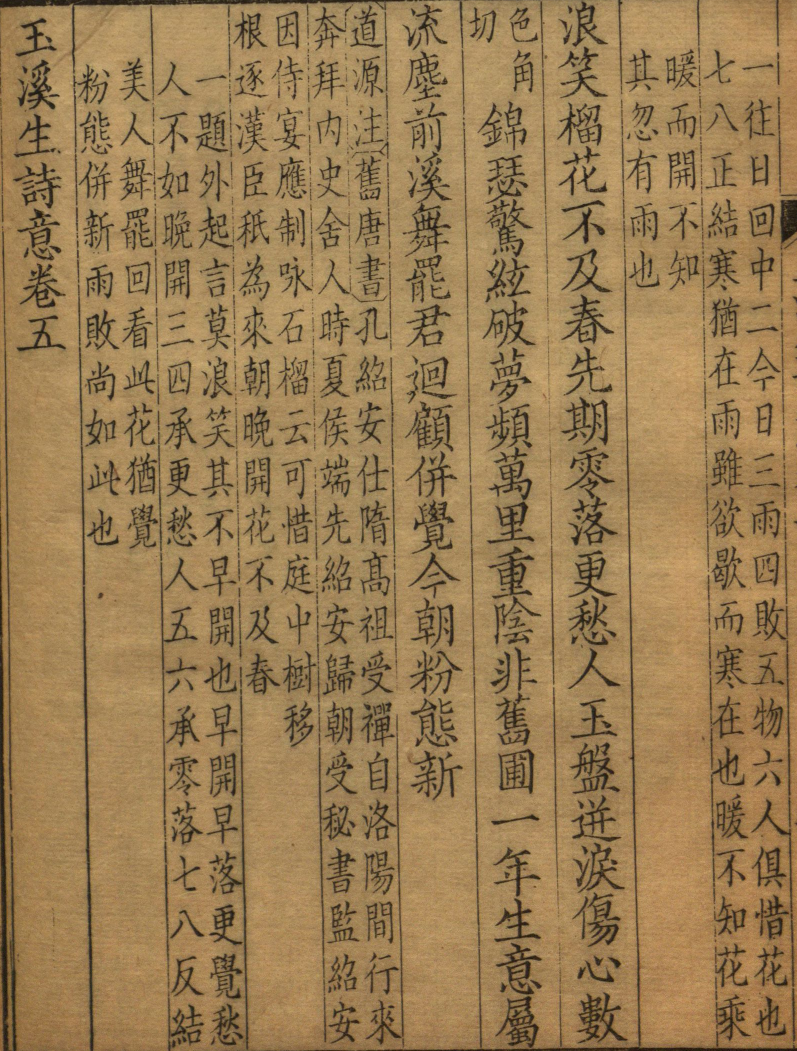 一往日回中二今日三雨四敗五物六人俱惜花也
七八正結寒猶在雨雖欲歇而寒在也暖不知花乘
暖而開不知
其忽有雨也
浪笑榴花不及春先期零落更愁人玉盤迸淚傷心數
色角
切
錦瑟驚絃破夢頻萬里重陰非舊圃一年生意屬
流塵前溪舞罷君迴顧併覺今朝粉態新
道源注舊唐書孔紹安仕隋高祖受禪自洛陽間行來
奔拜内史舍人時夏侯端先紹安歸朝受秘書監紹安
因侍宴應制咏石榴云可惜庭中樹移
根逐漢臣秖為來朝晚開花不及春
一題外起言莫浪笑其不早開也早開早落更覺愁
人不如晚開三四承更愁人五六承零落七八反結
美人舞罷回看此花猶覺
粉態併新雨敗尚如此也
玉溪生詩意卷五